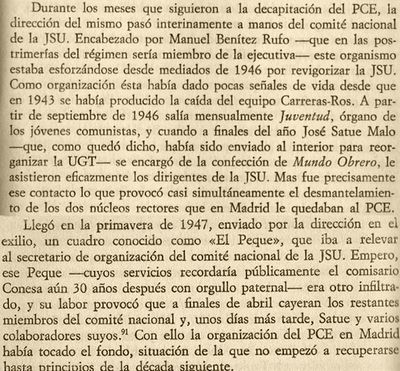 Durante los meses que siguieron a la decapitación del PCE, la
dirección del mismo pasó interinamente a manos del comité nacional
de la JSU. Encabezado por Manuel Benítez Rufo —que en las pos-
trimerías del régimen sería miembro de la ejecutiva— este organismo
estaba esforzándose desde mediados de 1946 por revigorizar la JSU.
Como organización ésta había dado pocas señales de vida desde que
en 1943 se había producido la caída del equipo Carreras-Ros. A par-
tir de septiembre de 1946 salía mensualmente Juventud, órgano de
los jóvenes comunistas, y cuando a finales del año José Satue Malo
—que, como quedó dicho, había sido enviado al interior para reor-
ganizar la UGT— se encargó de la confección de Mundo Obrero, le
asistieron eficazmente los dirigentes de la JSU. Mas fue precisamente
ese contacto lo que provocó casi simultáneamente el desmantelamien-
to de los dos núcleos rectores que en Madrid le quedaban al PCE.
Llegó en la primavera de 1947, enviado por la dirección en el
exilio, un cuadro conocido como «El Peque», que iba a relevar
al secretario de organización del comité nacional de la JSU. Empero,
ese Peque —cuyos servicios recordaría públicamente el comisario
Conesa aún 30 años después con orgullo paternal— era otro infiltra-
do, y su labor provocó que a finales de abril cayeran los restantes
miembros del comité nacional y, unos días más tarde, Satue y varios
colaboradores suyos.91 Con ello la organización del PCE en Madrid
había tocado el fondo, situación de la que no empezó a recuperarse
hasta principios de la década siguiente.